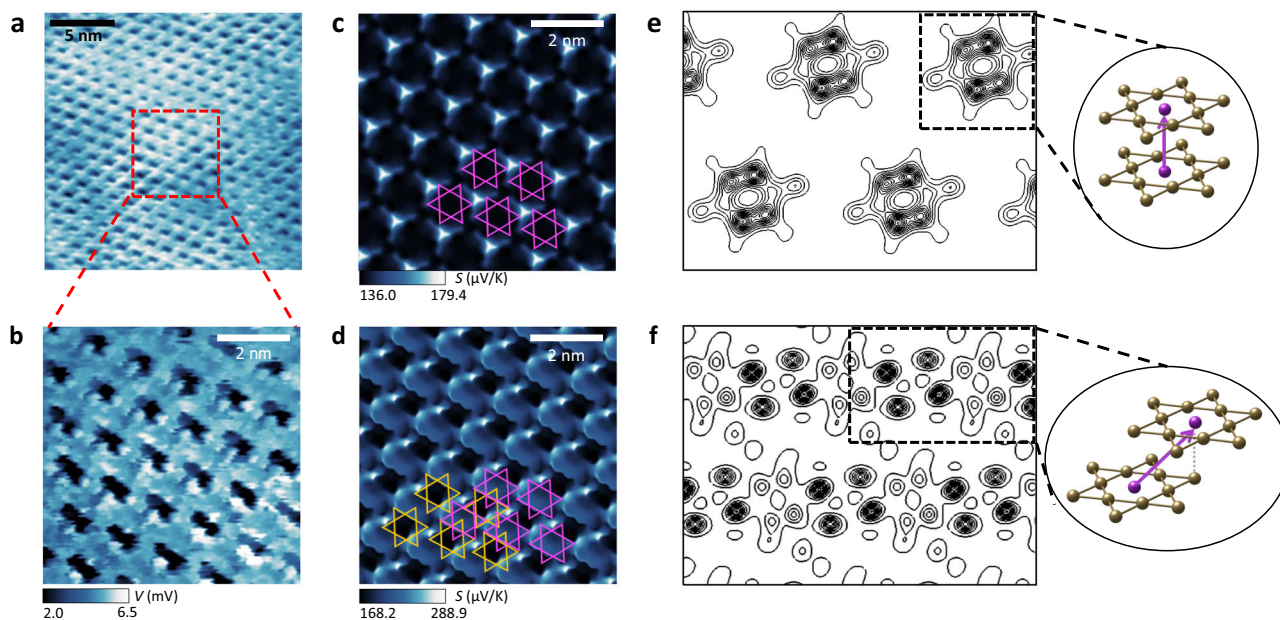 a
5 nm
c
2 nm
S (µV/K)
136.0
179.4
e
b
2 nm
V (mV)
2.0
6.5
d
2 nm
S (µV/K)
168.2
288.9
f